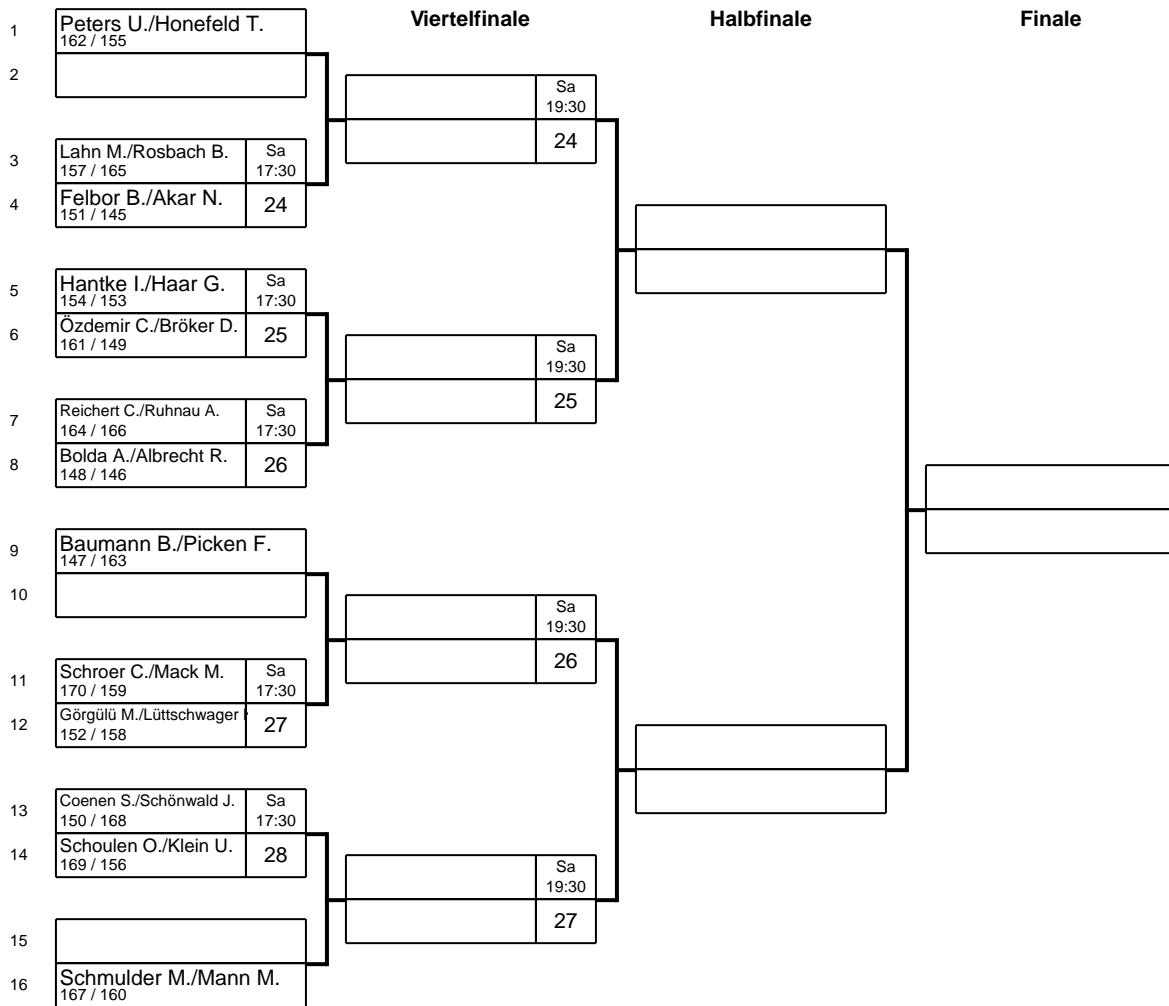 Viertelfinale Halbfinale Finale
1 Peters U./Honefeld T.
162 / 155
2
Sa
19:30
24
3 Lahn M./Rosbach B. Sa
157 / 165 17:30
4 Felbor B./Akar N. 24
151 / 145
5 Hantke I./Haar G. Sa
154 / 153 17:30
6 Özdemir C./Bröker D. 25
161 / 149
Sa
19:30
25
7 Reichert C./Ruhnau A. Sa
164 / 166 17:30
8 Bolda A./Albrecht R. 26
148 / 146
9 Baumann B./Picken F.
147 / 163
10
Sa
19:30
26
11 Schroer C./Mack M. Sa
170 / 159 17:30
12 Görgülü M./Lüttschwager 27
152 / 158
13 Coenen S./Schönwald J. Sa
150 / 168 17:30
14 Schoulen O./Klein U. 28
169 / 156
Sa
19:30
27
15
16 Schmulder M./Mann M.
167 / 160